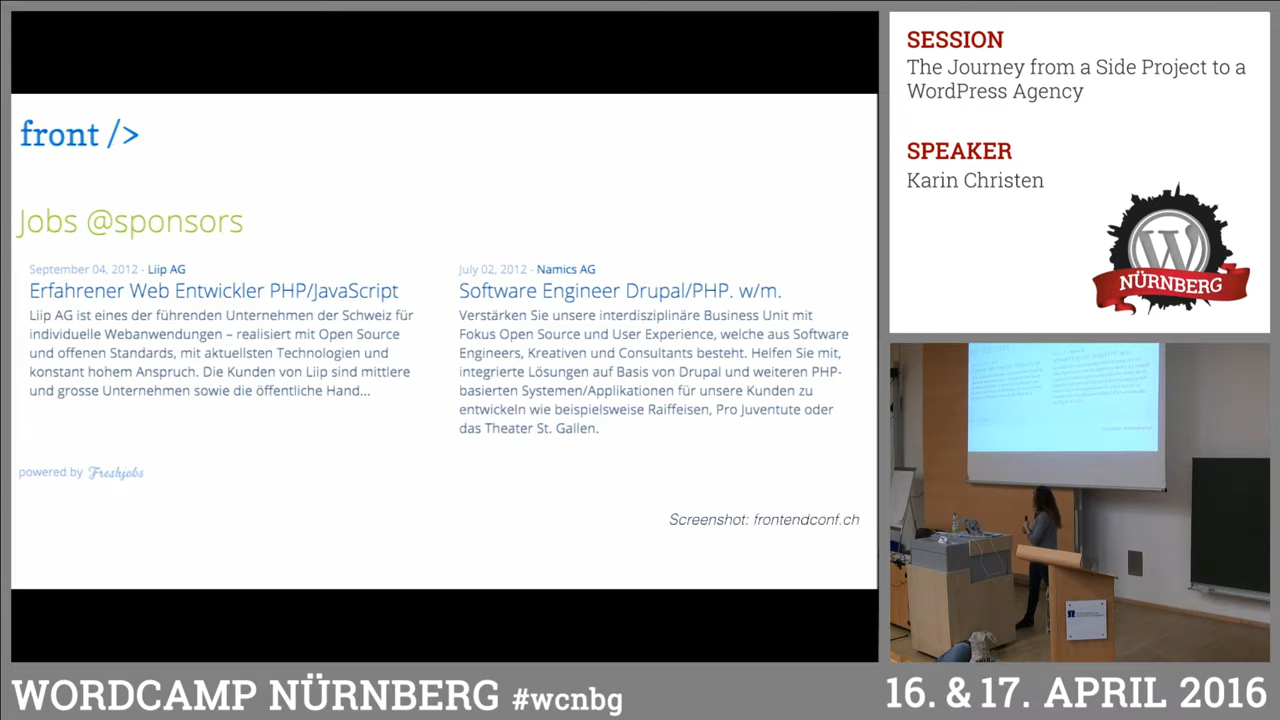 front />
Jobs @sponsors
September 04, 2012 - Liip AG
Erfahrener Web Entwickler PHP/JavaScript
Liip AG ist eines der führenden Unternehmen der Schweiz für
individuelle Webanwendungen – realisiert mit Open Source
und offenen Standards, mit aktuellsten Technologien und
konstant hohem Anspruch. Die Kunden von Liip sind mittlere
und grosse Unternehmen sowie die öffentliche Hand...
July 02, 2012 - Namics AG
Software Engineer Drupal/PHP. w/m.
Verstärken Sie unsere interdisziplinäre Business Unit mit
Fokus Open Source und User Experience, welche aus Software
Engineers, Kreativen und Consultants besteht. Helfen Sie mit,
integrierte Lösungen auf Basis von Drupal und weiteren PHP-
basierten Systemen/Applikationen für unsere Kunden zu
entwickeln wie beispielsweise Raiffeisen, Pro Juventute oder
das Theater St. Gallen.
powered by Freshjobs
Screenshot: frontendconf.ch
SESSION
The Journey from a Side Project to a
WordPress Agency
SPEAKER
Karin Christen
W
NÜRNBERG
WORDCAMP NÜRNBERG #wcnbg
16. & 17. APRIL 2016